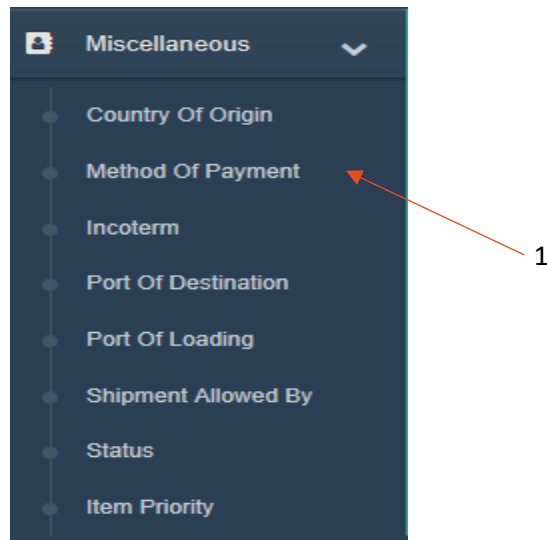 Miscellaneous
Country Of Origin
Method Of Payment
Incoterm
1
Port Of Destination
Port Of Loading
Shipment Allowed By
Status
Item Priority